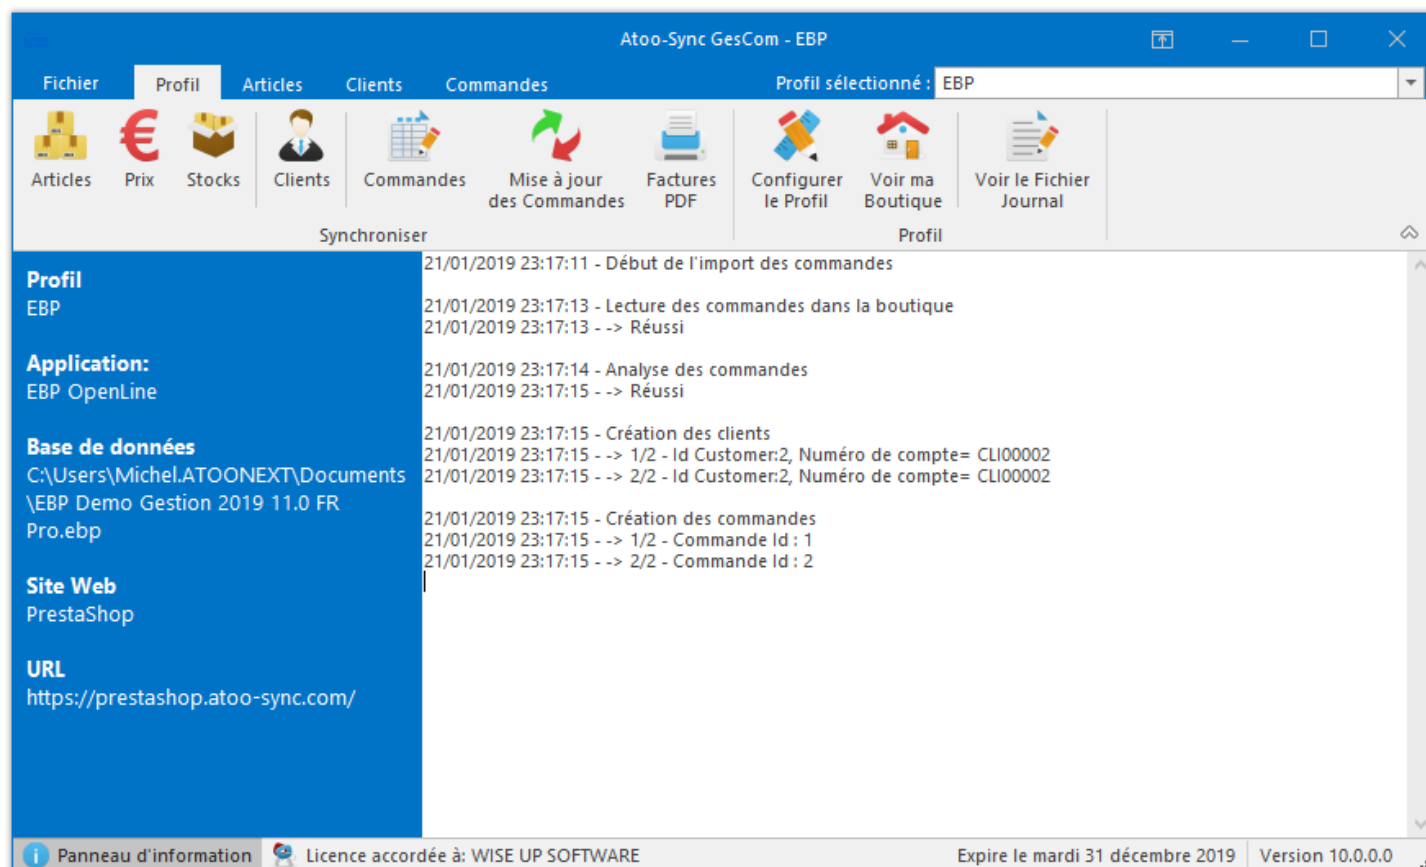 Atoo-Sync GesCom - EBP
Fichier Profil Articles Clients Commandes Profil sélectionné : EBP
Articles Prix Stocks Clients Commandes Mise à jour des Commandes Factures PDF Configurer le Profil Voir ma Boutique Voir le Fichier Journal
Synchroniser Profil
Profil
EBP
Application:
EBP OpenLine
Base de données
C:\Users\Michel.ATOONEXT\Documents
\EBP Demo Gestion 2019 11.0 FR
Pro.ebp
Site Web
PrestaShop
URL
https://prestashop.atoo-sync.com/
21/01/2019 23:17:11 - Début de l'import des commandes
21/01/2019 23:17:13 - Lecture des commandes dans la boutique
21/01/2019 23:17:13 - -> Réussi
21/01/2019 23:17:14 - Analyse des commandes
21/01/2019 23:17:15 - -> Réussi
21/01/2019 23:17:15 - Création des clients
21/01/2019 23:17:15 - -> 1/2 - Id Customer:2, Numéro de compte= CLI00002
21/01/2019 23:17:15 - -> 2/2 - Id Customer:2, Numéro de compte= CLI00002
21/01/2019 23:17:15 - Création des commandes
21/01/2019 23:17:15 - -> 1/2 - Commande Id : 1
21/01/2019 23:17:15 - -> 2/2 - Commande Id : 2
Panneau d'information Licence accordée à: WISE UP SOFTWARE Expire le mardi 31 décembre 2019 Version 10.0.0.0